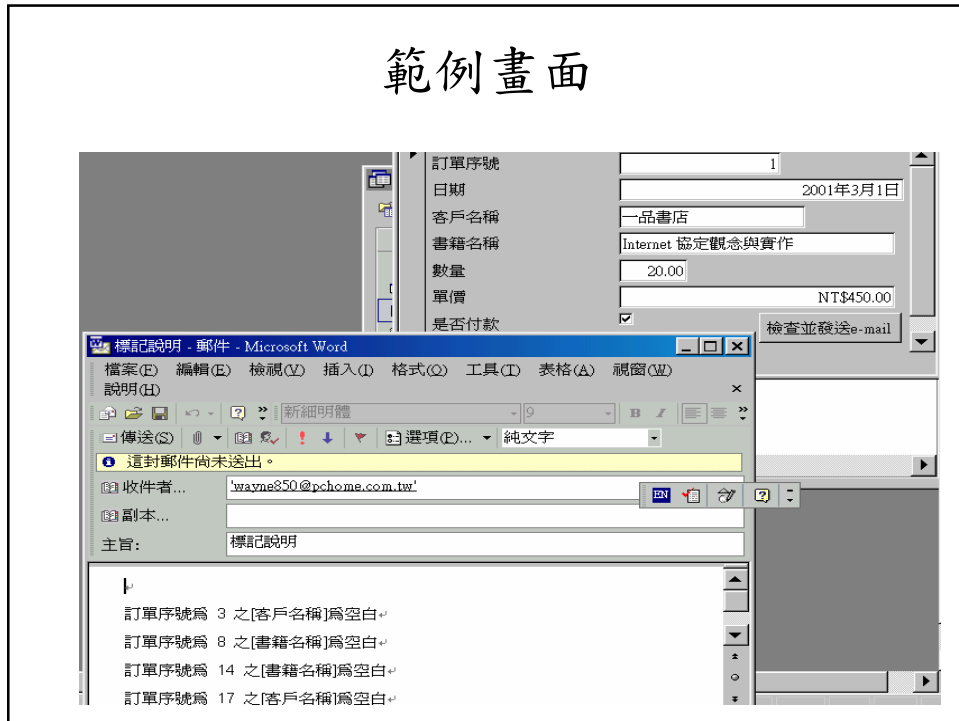 範例畫面
訂單序號 1
日期 2001年3月1日
客戶名稱 一品書店
書籍名稱 Internet 協定觀念與實作
數量 20.00
單價 NT$450.00
是否付款
檢查並發送e-mail
標記說明 - 郵件 - Microsoft Word
檔案(F) 編輯(E) 檢視(V) 插入(I) 格式(O) 工具(T) 表格(A) 視窗(W)
說明(H)
新細明體 9 B I
傳送(S) 選項(P)... 純文字
這封郵件尚未送出。
收件者... 'wayne850@pchome.com.tw'
EN
副本...
主旨: 標記說明
訂單序號為 3 之[客戶名稱]為空白
訂單序號為 8 之[書籍名稱]為空白
訂單序號為 14 之[書籍名稱]為空白
訂單序號為 17 之[客戶名稱]為空白